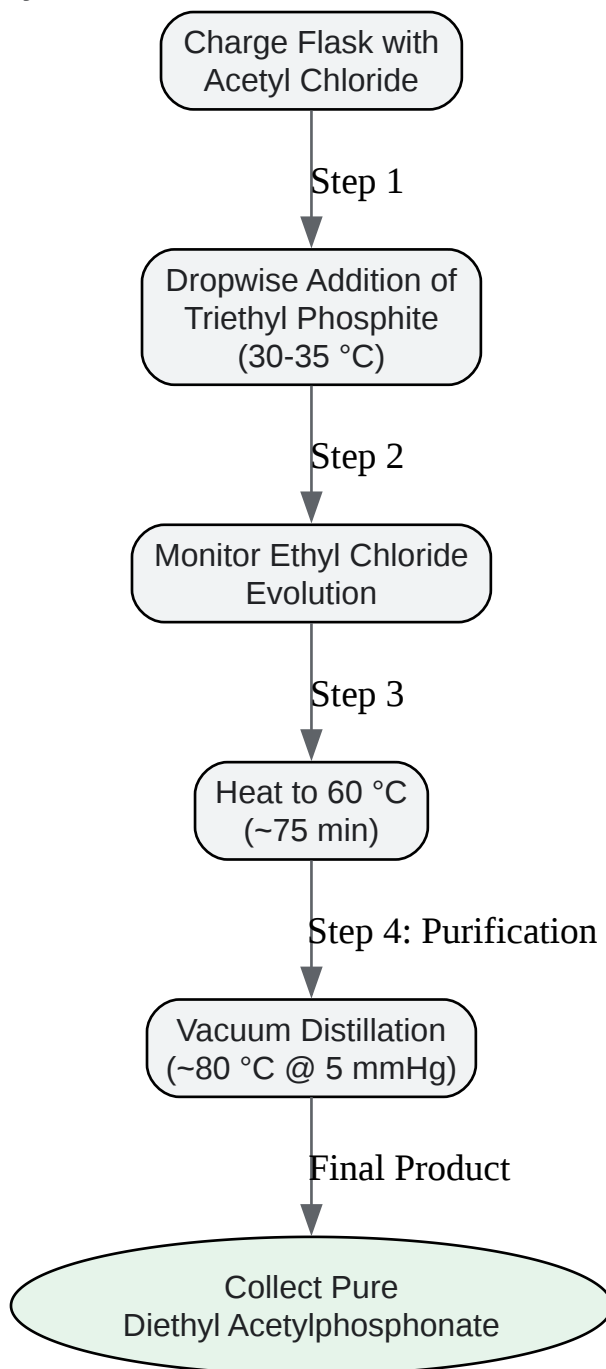 Charge Flask with
Acetyl Chloride
Step 1
Dropwise Addition of
Triethyl Phosphite
(30-35 °C)
Step 2
Monitor Ethyl Chloride
Evolution
Step 3
Heat to 60 °C
(~75 min)
Step 4: Purification
Vacuum Distillation
(~80 °C @ 5 mmHg)
Final Product
Collect Pure
Diethyl Acetylphosphonate